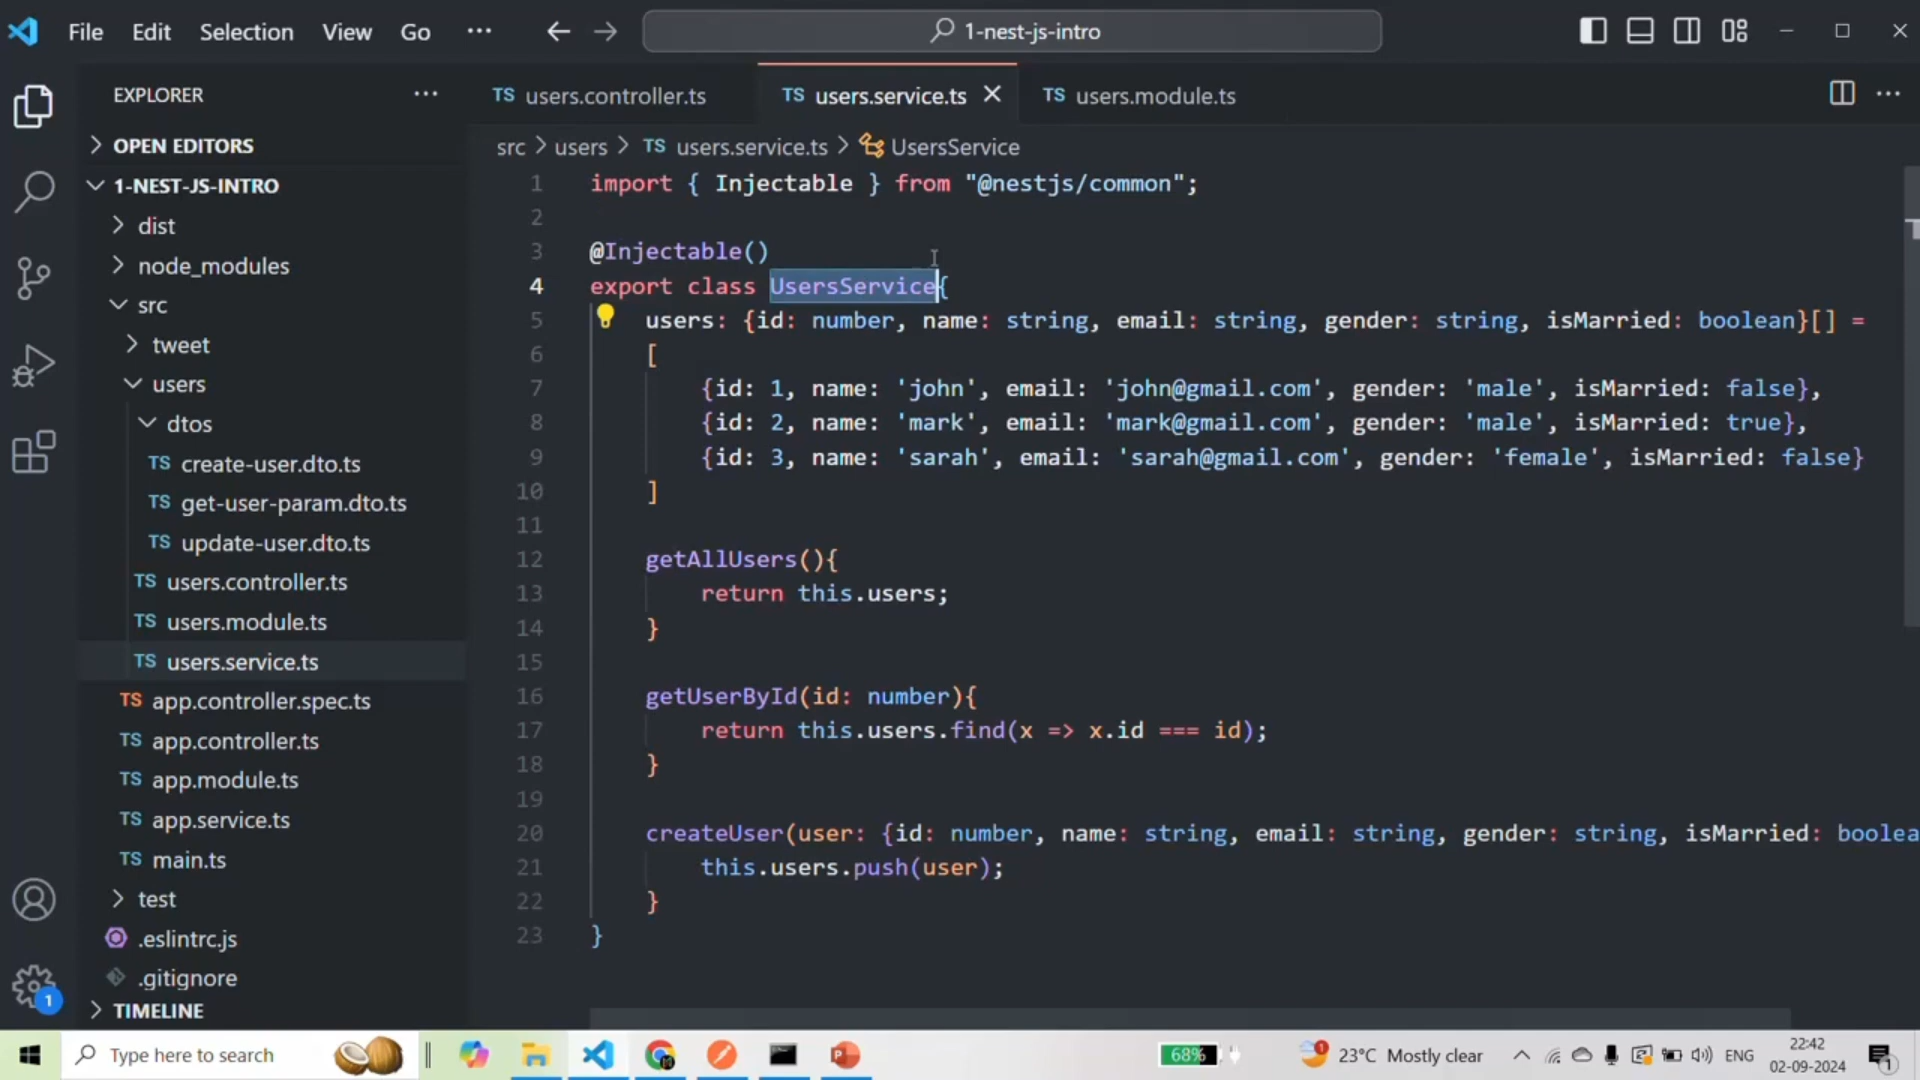 File Edit Selection View Go ··· 1-nest-js-intro
EXPLORER ···
OPEN EDITORS
1-NEST-JS-INTRO
dist
node_modules
src
tweet
users
dtos
TS create-user.dto.ts
TS get-user-param.dto.ts
TS update-user.dto.ts
TS users.controller.ts
TS users.module.ts
TS users.service.ts
TS app.controller.spec.ts
TS app.controller.ts
TS app.module.ts
TS app.service.ts
TS main.ts
test
.eslintrc.js
.gitignore
TIMELINE
1
TS users.controller.ts TS users.service.ts TS users.module.ts
src > users > TS users.service.ts > UsersService
1 import { Injectable } from "@nestjs/common";
2
3 @Injectable()
4 export class UsersService{
5 users: {id: number, name: string, email: string, gender: string, isMarried: boolean}[] =
6 [
7 {id: 1, name: 'john', email: 'john@gmail.com', gender: 'male', isMarried: false},
8 {id: 2, name: 'mark', email: 'mark@gmail.com', gender: 'male', isMarried: true},
9 {id: 3, name: 'sarah', email: 'sarah@gmail.com', gender: 'female', isMarried: false}
10 ]
11
12 getAllUsers(){
13 return this.users;
14 }
15
16 getUserById(id: number){
17 return this.users.find(x => x.id === id);
18 }
19
20 createUser(user: {id: number, name: string, email: string, gender: string, isMarried: boolea
21 this.users.push(user);
22 }
23 }
Type here to search 68% 23°C Mostly clear ENG 22:42
02-09-2024